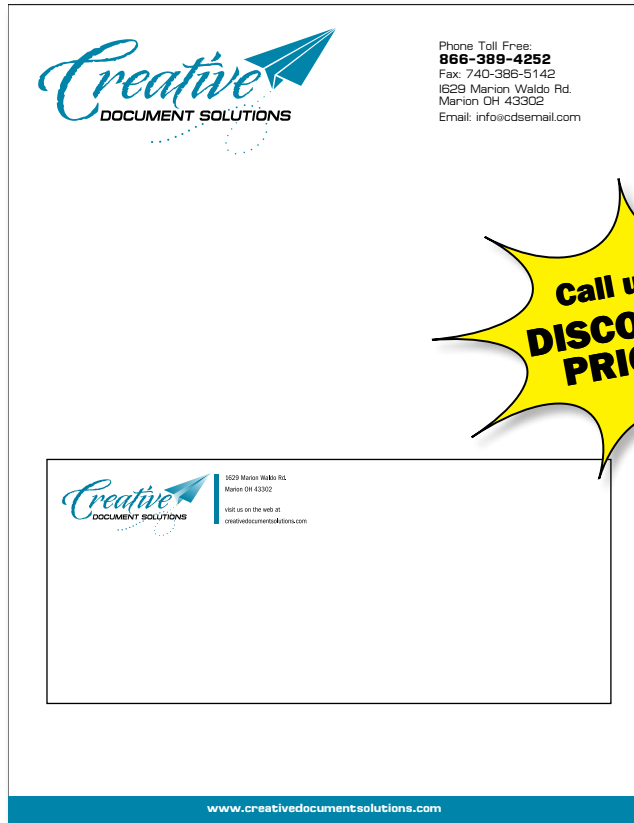 Creative
DOCUMENT SOLUTIONS
Phone Toll Free:
866-389-4252
Fax: 740-386-5142
1629 Marion Waldo Rd.
Marion OH 43302
Email: info@cdsemail.com
Call
Creative
DOCUMENT SOLUTIONS
1629 Marion Waldo Rd.
Marion OH 43302
visit us on the web at
creativedocumentsolutions.com
www.creativedocumentsolutions.com